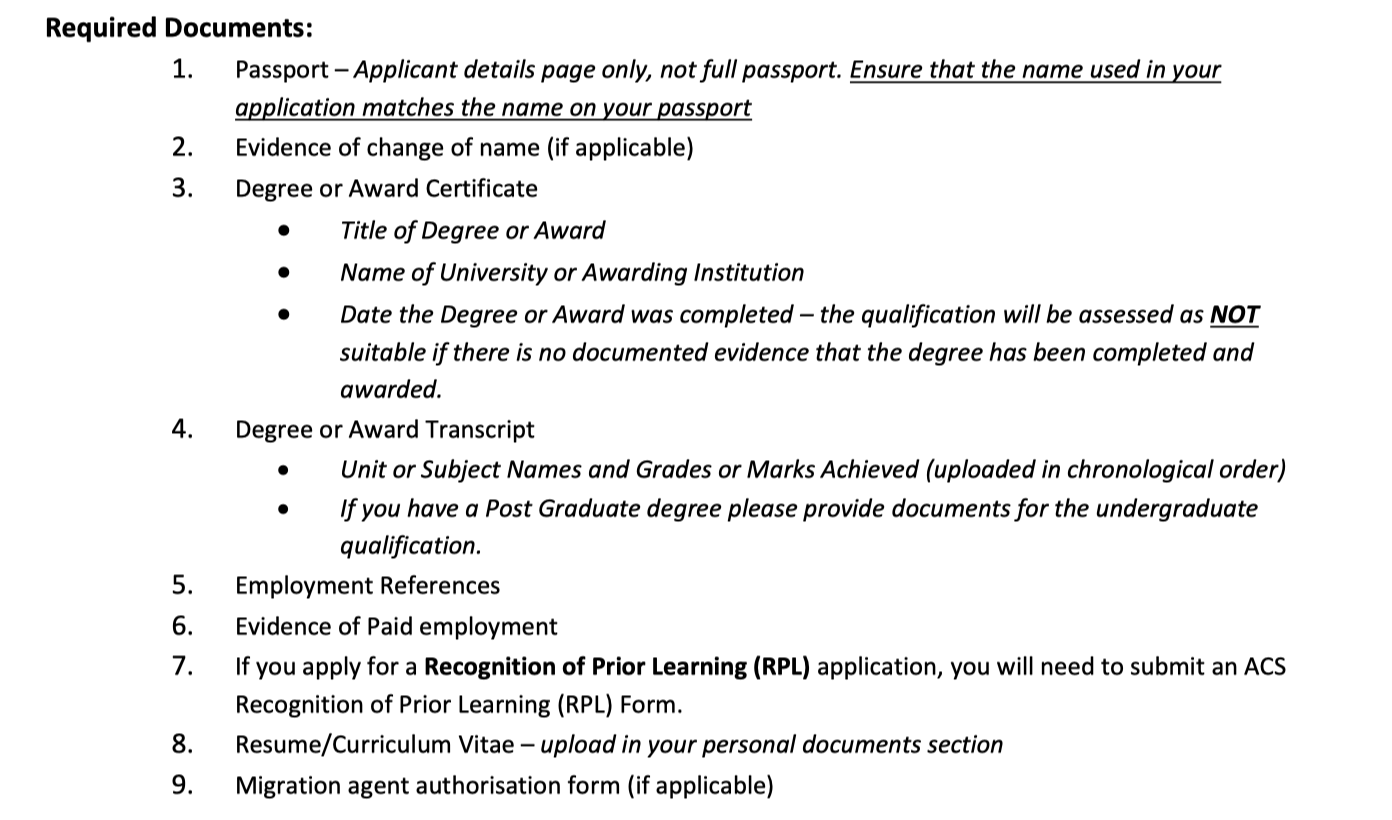 Required Documents:
1. Passport – Applicant details page only, not full passport. Ensure that the name used in your
application matches the name on your passport
2. Evidence of change of name (if applicable)
3. Degree or Award Certificate
• Title of Degree or Award
• Name of University or Awarding Institution
• Date the Degree or Award was completed – the qualification will be assessed as NOT
suitable if there is no documented evidence that the degree has been completed and
awarded.
4. Degree or Award Transcript
• Unit or Subject Names and Grades or Marks Achieved (uploaded in chronological order)
• If you have a Post Graduate degree please provide documents for the undergraduate
qualification.
5. Employment References
6. Evidence of Paid employment
7. If you apply for a Recognition of Prior Learning (RPL) application, you will need to submit an ACS
Recognition of Prior Learning (RPL) Form.
8. Resume/Curriculum Vitae – upload in your personal documents section
9. Migration agent authorisation form (if applicable)